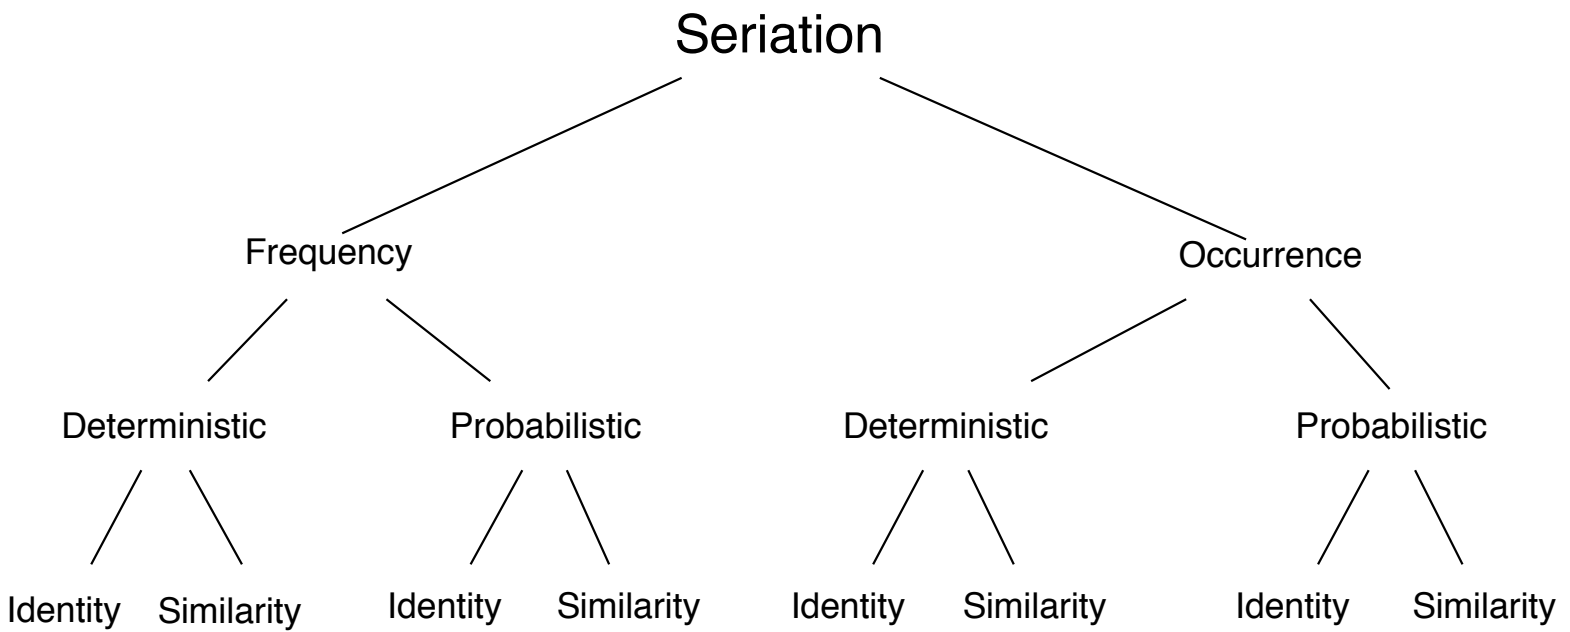 Seriation
Frequency
Occurrence
Deterministic
Probabilistic
Deterministic
Probabilistic
Identity
Similarity
Identity
Similarity
Identity
Similarity
Identity
Similarity